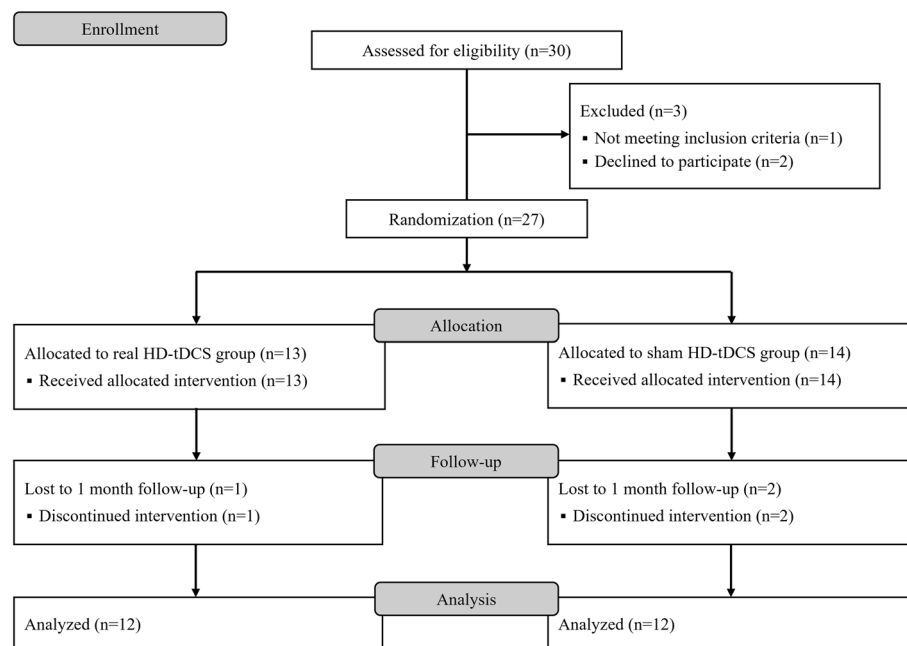 Enrollment
Assessed for eligibility (n=30)
Excluded (n=3)
▪ Not meeting inclusion criteria (n=1)
▪ Declined to participate (n=2)
Randomization (n=27)
Allocation
Allocated to real HD-tDCS group (n=13)
▪ Received allocated intervention (n=13)
Allocated to sham HD-tDCS group (n=14)
▪ Received allocated intervention (n=14)
Follow-up
Lost to 1 month follow-up (n=1)
▪ Discontinued intervention (n=1)
Lost to 1 month follow-up (n=2)
▪ Discontinued intervention (n=2)
Analysis
Analyzed (n=12)
Analyzed (n=12)